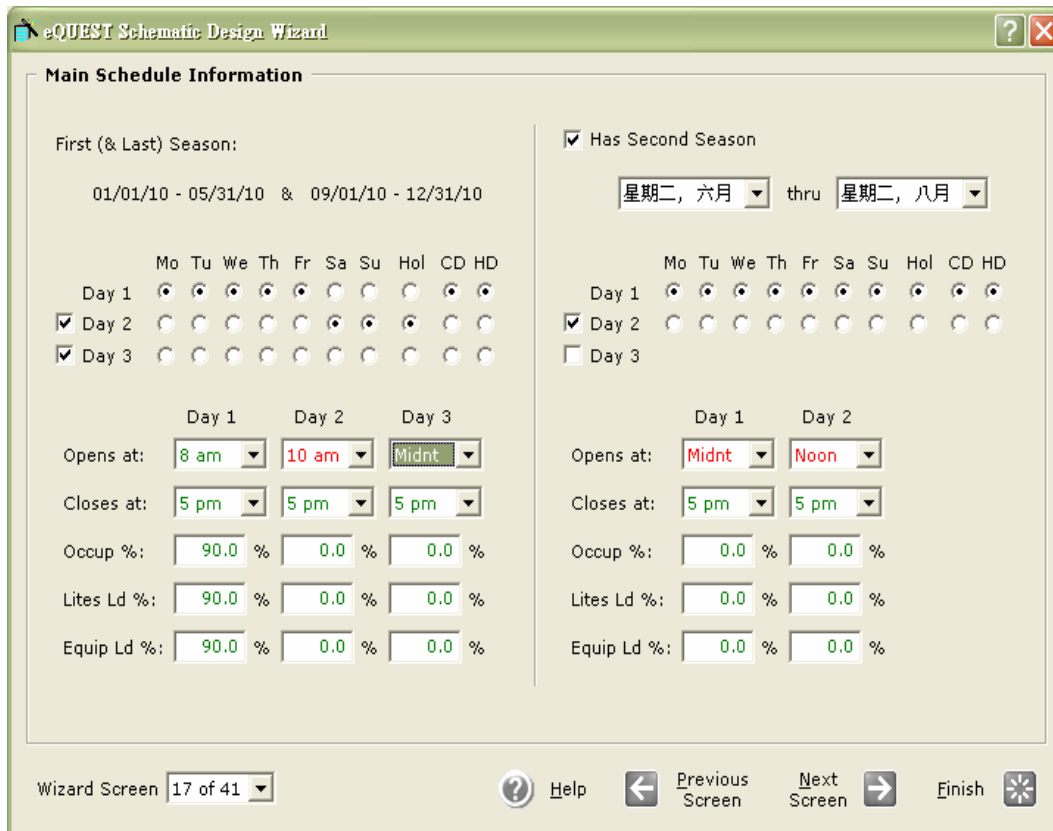 eQUEST Schematic Design Wizard
Main Schedule Information
First (& Last) Season:
01/01/10 - 05/31/10 & 09/01/10 - 12/31/10
Mo Tu We Th Fr Sa Su Hol CD HD
Day 1
Day 2
Day 3
Day 1 Day 2 Day 3
Opens at: 8 am 10 am Midnt
Closes at: 5 pm 5 pm 5 pm
Occup %: 90.0 % 0.0 % 0.0 %
Lites Ld %: 90.0 % 0.0 % 0.0 %
Equip Ld %: 90.0 % 0.0 % 0.0 %
Has Second Season
星期二, 六月 thru 星期二, 八月
Mo Tu We Th Fr Sa Su Hol CD HD
Day 1
Day 2
Day 3
Day 1 Day 2
Opens at: Midnt Noon
Closes at: 5 pm 5 pm
Occup %: 0.0 % 0.0 %
Lites Ld %: 0.0 % 0.0 %
Equip Ld %: 0.0 % 0.0 %
Wizard Screen 17 of 41
Help
Previous
Screen
Next
Screen
Finish